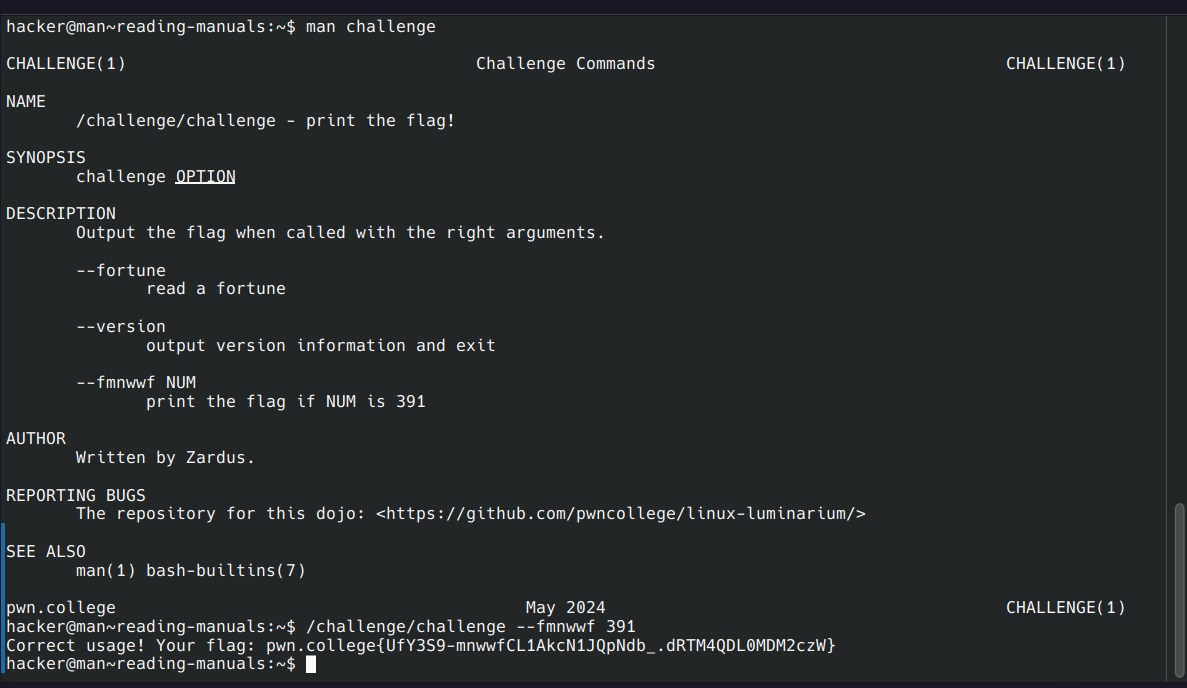 hacker@man~reading-manuals:~$ man challenge
CHALLENGE(1) Challenge Commands CHALLENGE(1)
NAME
/challenge/challenge - print the flag!
SYNOPSIS
challenge OPTION
DESCRIPTION
Output the flag when called with the right arguments.
--fortune
read a fortune
--version
output version information and exit
--fmnwwf NUM
print the flag if NUM is 391
AUTHOR
Written by Zardus.
REPORTING BUGS
The repository for this dojo: <https://github.com/pwncollege/linux-luminarium/>
SEE ALSO
man(1) bash-builtins(7)
pwn.college May 2024 CHALLENGE(1)
hacker@man~reading-manuals:~$ /challenge/challenge --fmnwwf 391
Correct usage! Your flag: pwn.college{UfY3S9-mnwwfCL1AkcN1JQpNdb_.dRTM4QDL0MDM2czW}
hacker@man~reading-manuals:~$